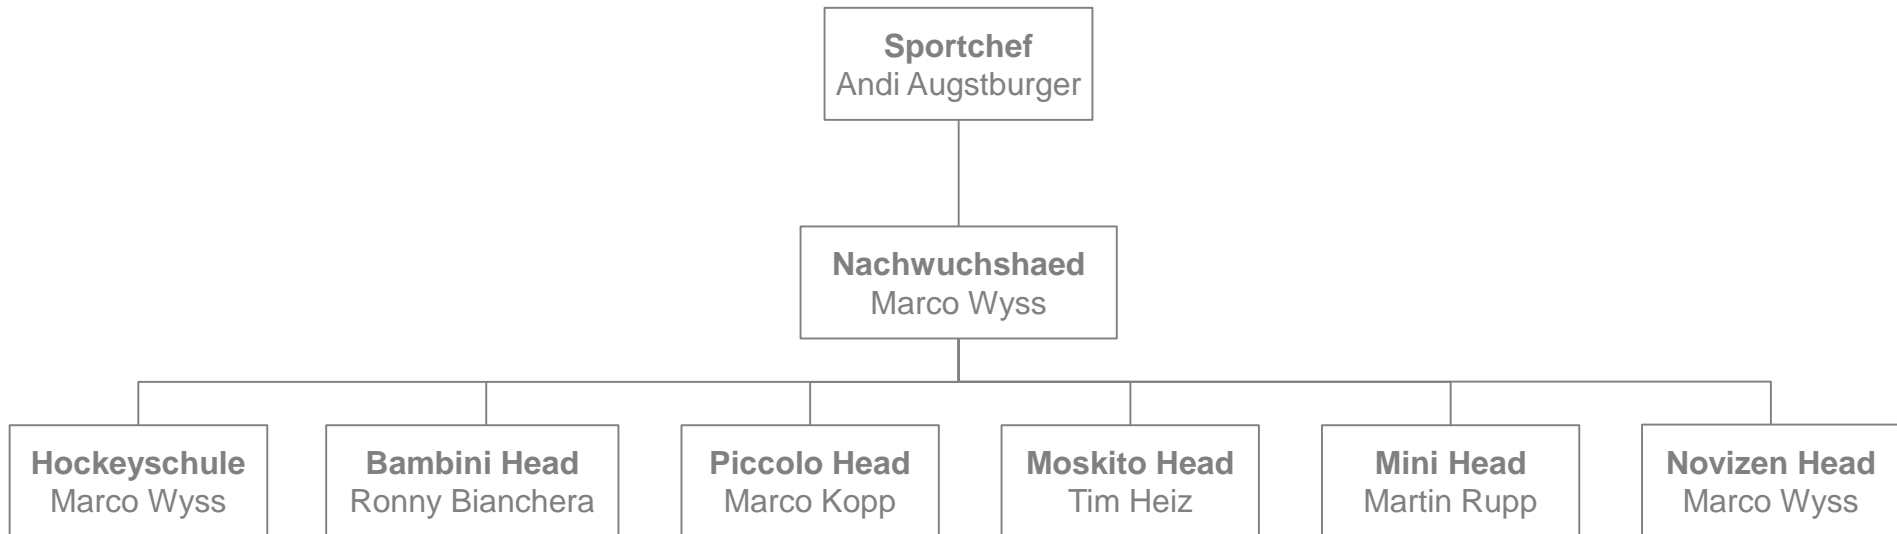 Sportchef
Andi Augstburger
Nachwuchshaed
Marco Wyss
Hockeyschule
Marco Wyss
Bambini Head
Ronny Bianchera
Piccolo Head
Marco Kopp
Moskito Head
Tim Heiz
Mini Head
Martin Rupp
Novizen Head
Marco Wyss